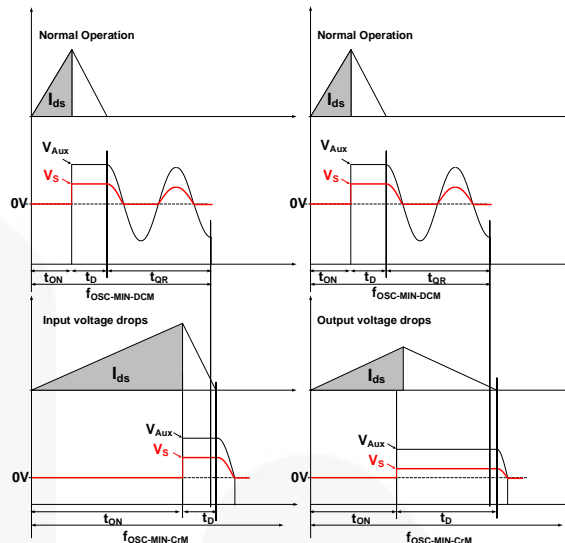 Normal Operation
Ids
VAux
VS
0V
tON
tD
tQR
fOSC-MIN-DCM
Normal Operation
Ids
VAux
VS
0V
tON
tD
tQR
fOSC-MIN-DCM
Input voltage drops
Ids
VAux
VS
0V
tON
tD
fOSC-MIN-CrM
Output voltage drops
Ids
VAux
VS
0V
tON
tD
fOSC-MIN-CrM